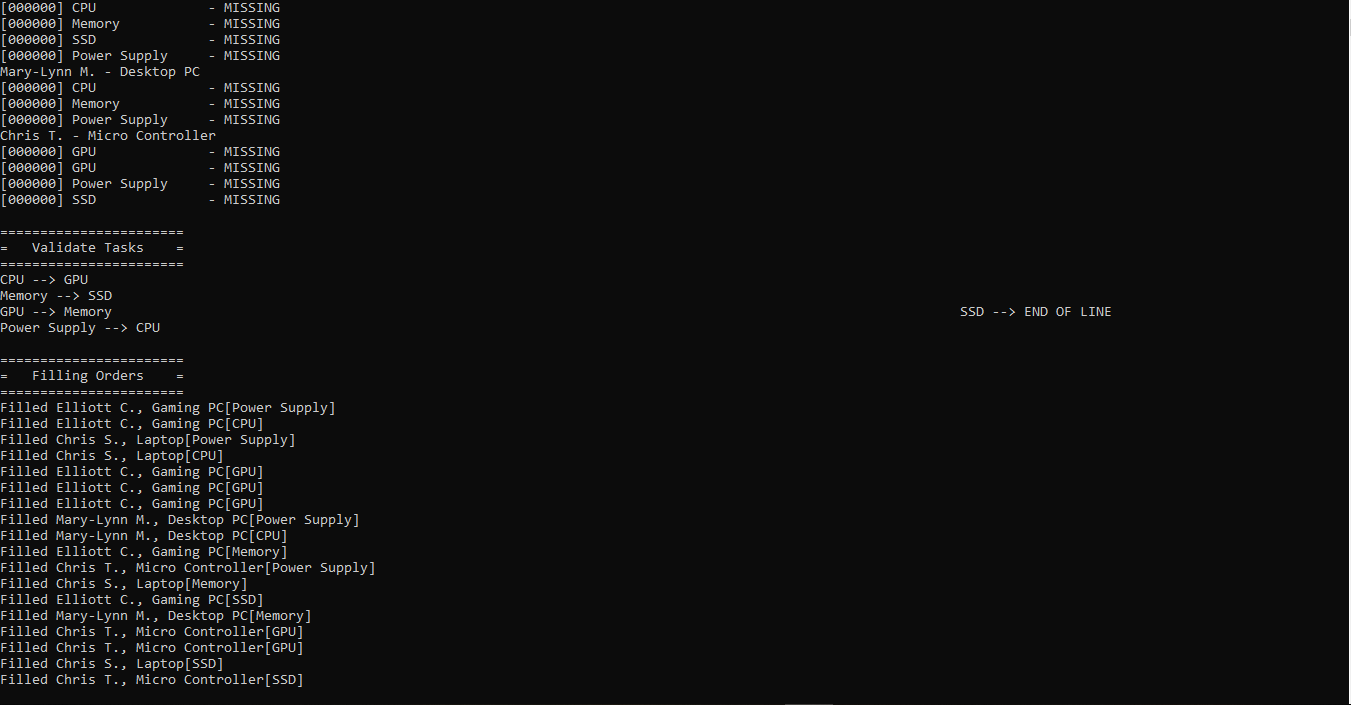 [000000] CPU              - MISSING
[000000] Memory           - MISSING
[000000] SSD              - MISSING
[000000] Power Supply     - MISSING
Mary-Lynn M. - Desktop PC
[000000] CPU              - MISSING
[000000] Memory           - MISSING
[000000] Power Supply     - MISSING
Chris T. - Micro Controller
[000000] GPU              - MISSING
[000000] GPU              - MISSING
[000000] Power Supply     - MISSING
[000000] SSD              - MISSING
=======================
=   Validate Tasks    =
=======================
CPU --> GPU
Memory --> SSD
GPU --> Memory                                                                                                          SSD --> END OF LINE
Power Supply --> CPU
=======================
=   Filling Orders    =
=======================
Filled Elliott C., Gaming PC[Power Supply]
Filled Elliott C., Gaming PC[CPU]
Filled Chris S., Laptop[Power Supply]
Filled Chris S., Laptop[CPU]
Filled Elliott C., Gaming PC[GPU]
Filled Elliott C., Gaming PC[GPU]
Filled Elliott C., Gaming PC[GPU]
Filled Mary-Lynn M., Desktop PC[Power Supply]
Filled Mary-Lynn M., Desktop PC[CPU]
Filled Elliott C., Gaming PC[Memory]
Filled Chris T., Micro Controller[Power Supply]
Filled Chris S., Laptop[Memory]
Filled Elliott C., Gaming PC[SSD]
Filled Mary-Lynn M., Desktop PC[Memory]
Filled Chris T., Micro Controller[GPU]
Filled Chris T., Micro Controller[GPU]
Filled Chris S., Laptop[SSD]
Filled Chris T., Micro Controller[SSD]